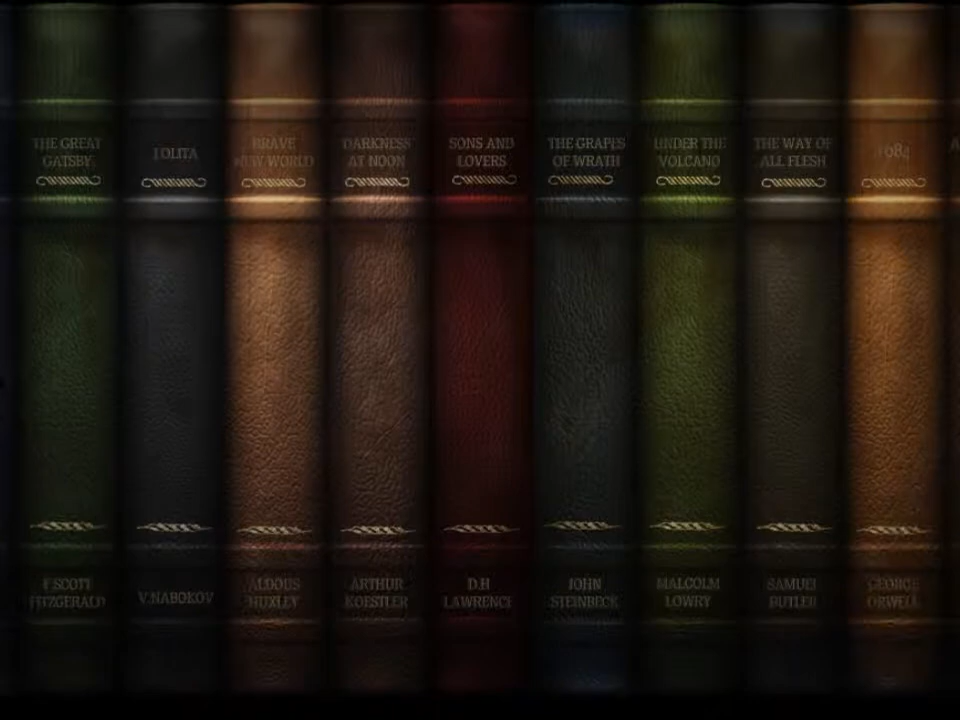 THE GREAT
GATSBY
LOLITA
BRAVE
NEW WORLD
DARKNESS
AT NOON
SONS AND
LOVERS
THE GRAPES
OF WRATH
UNDER THE
VOLCANO
THE WAY OF
ALL FLESH
1984
F.SCOTT
FITZGERALD
V.NABOKOV
ALDOUS
HUXLEY
ARTHUR
KOESTLER
D.H
LAWRENCE
JOHN
STEINBECK
MALCOLM
LOWRY
SAMUEL
BUTLER
GEORGE
ORWELL